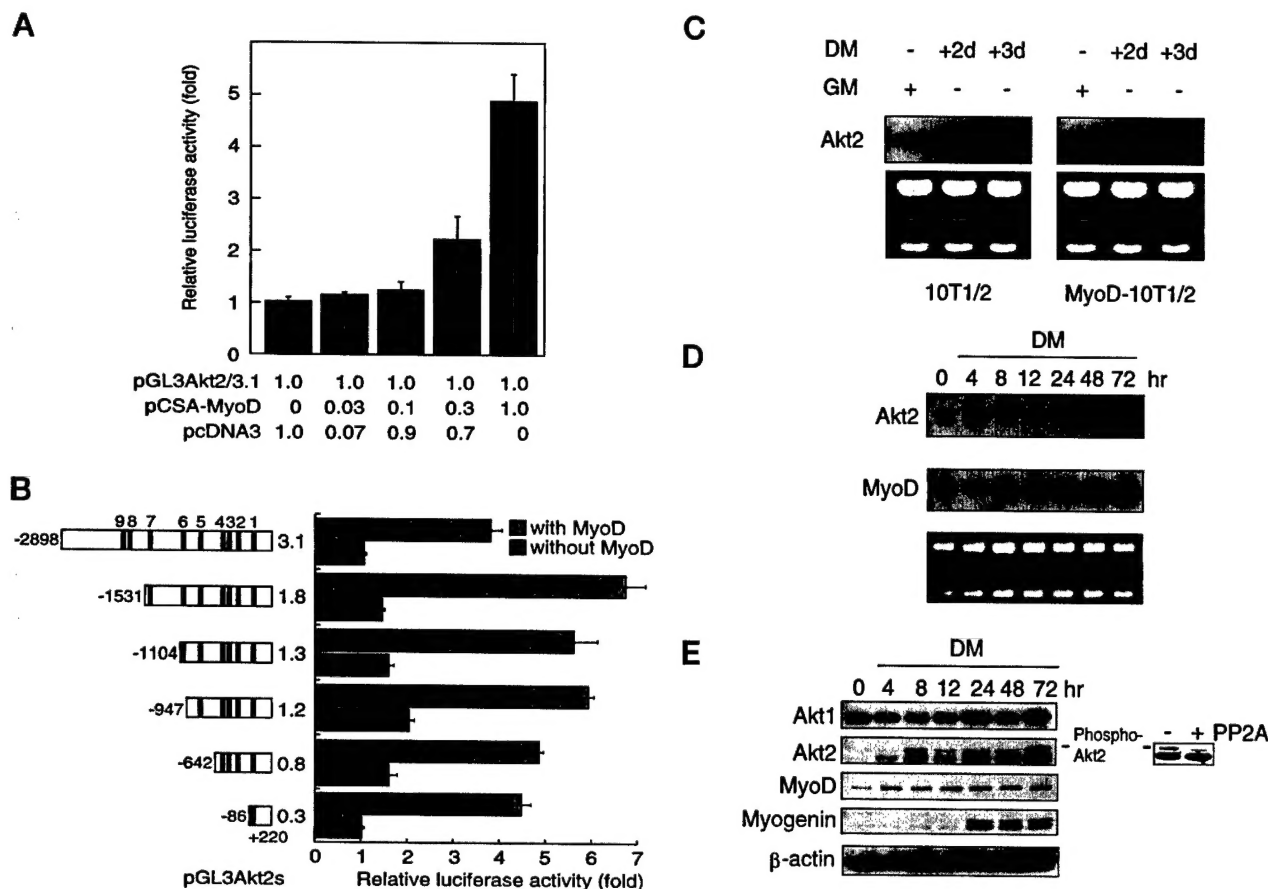 A
Relative luciferase activity (fold)
5
4
3
2
1
0
pGL3Akt2/3.1 1.0 1.0 1.0 1.0 1.0
pCSA-MyoD 0 0.03 0.1 0.3 1.0
pcDNA3 1.0 0.07 0.9 0.7 0
B
98 7 6 5 432 1
-2898 3.1
-1531 1.8
-1104 1.3
-947 1.2
-642 0.8
-86 0.3
+220
pGL3Akt2s
with MyoD
without MyoD
0 1 2 3 4 5 6 7
Relative luciferase activity (fold)
C
DM - +2d +3d - +2d +3d
GM + - - + - -
Akt2
10T1/2 MyoD-10T1/2
D
DM
0 4 8 12 24 48 72 hr
Akt2
MyoD
E
DM
0 4 8 12 24 48 72 hr
Akt1
Akt2
MyoD
Myogenin
β-actin
- + PP2A
- Phospho- -
Akt2